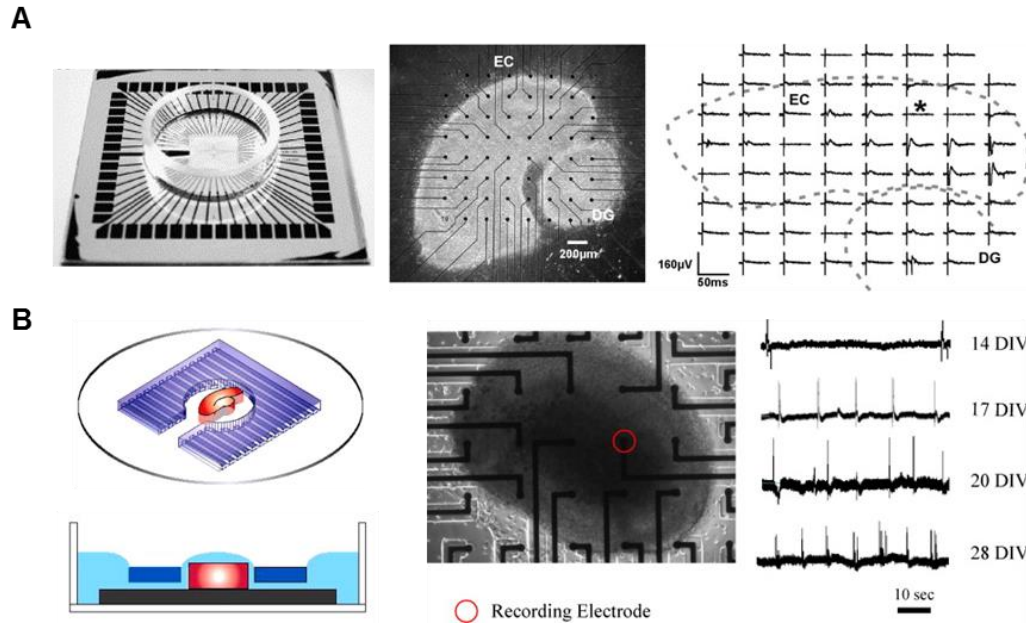 A
EC
DG
200µm
EC
*
DG
160µV
50ms
B
14 DIV
17 DIV
20 DIV
28 DIV
10 sec
Recording Electrode